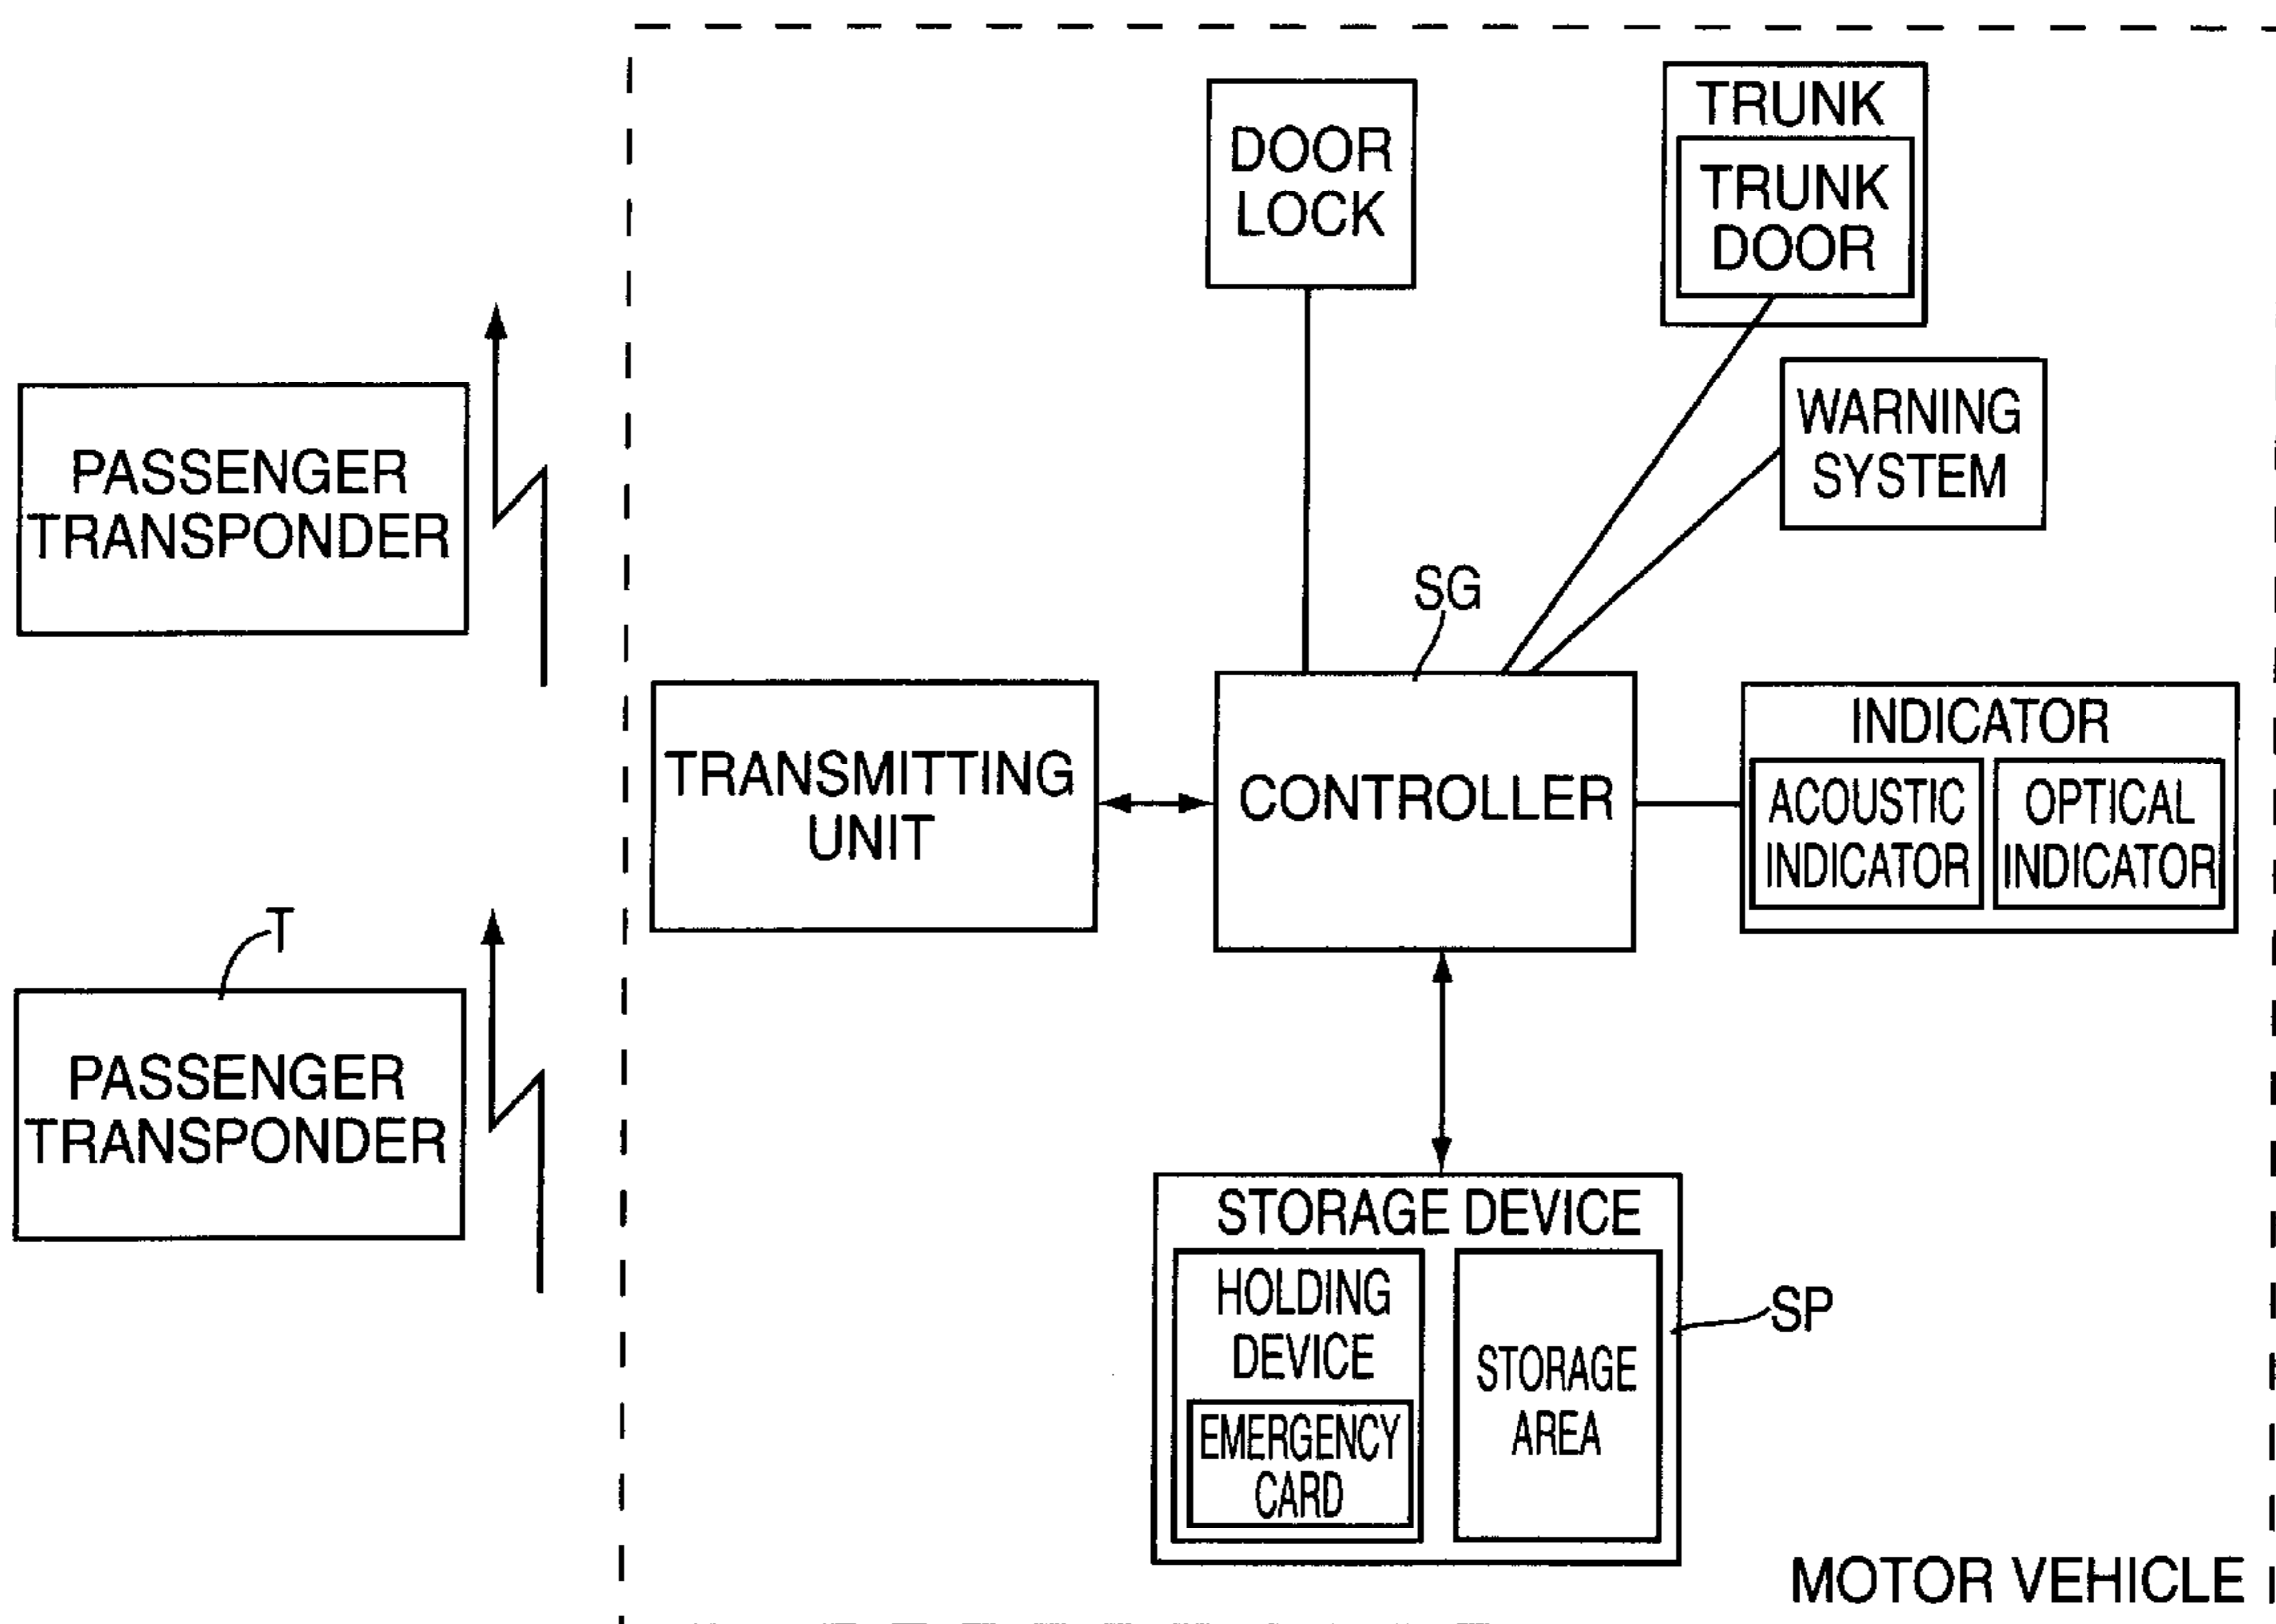 DOOR
LOCK
TRUNK
TRUNK
DOOR
WARNING
SYSTEM
PASSENGER
TRANSPONDER
SG
TRANSMITTING
UNIT
CONTROLLER
INDICATOR
ACOUSTIC
INDICATOR
OPTICAL
INDICATOR
T
PASSENGER
TRANSPONDER
STORAGE DEVICE
HOLDING
DEVICE
EMERGENCY
CARD
STORAGE
AREA
SP
MOTOR VEHICLE